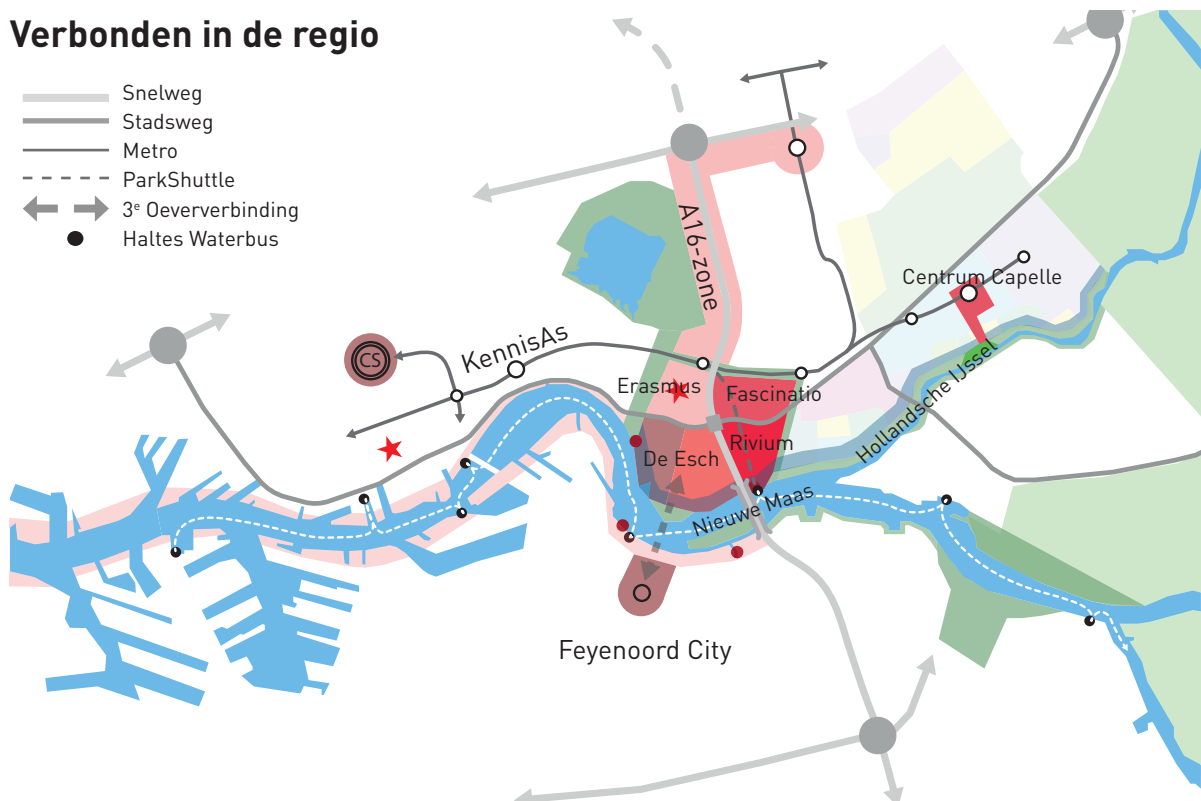 Verbonden in de regio
Snelweg
Stadsweg
Metro
ParkShuttle
3e Oeververbinding
Haltes Waterbus
A16-zone
Centrum Capelle
KennisAs
CS
Erasmus
Fascinatio
Hollandsche IJssel
Rivium
De Esch
Nieuwe Maas
Feyenoord City